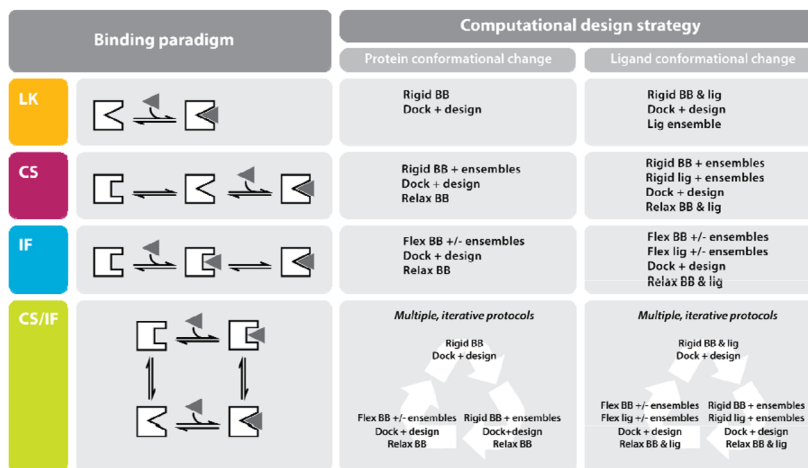 Binding paradigm
Computational design strategy
Protein conformational change
Ligand conformational change
LK
Rigid BB
Dock + design
Rigid BB & lig
Dock + design
Lig ensemble
CS
Rigid BB + ensembles
Dock + design
Relax BB
Rigid BB + ensembles
Rigid lig + ensembles
Dock + design
Relax BB & lig
IF
Flex BB +/- ensembles
Dock + design
Relax BB
Flex BB +/- ensembles
Flex lig +/- ensembles
Dock + design
Relax BB & lig
CS/IF
Multiple, iterative protocols
Rigid BB
Dock + design
Flex BB +/- ensembles
Dock + design
Relax BB
Rigid BB + ensembles
Dock+design
Relax BB
Multiple, iterative protocols
Rigid BB & lig
Dock + design
Flex BB +/- ensembles
Flex lig +/- ensembles
Dock + design
Relax BB & lig
Rigid BB + ensembles
Rigid lig + ensembles
Dock + design
Relax BB & lig